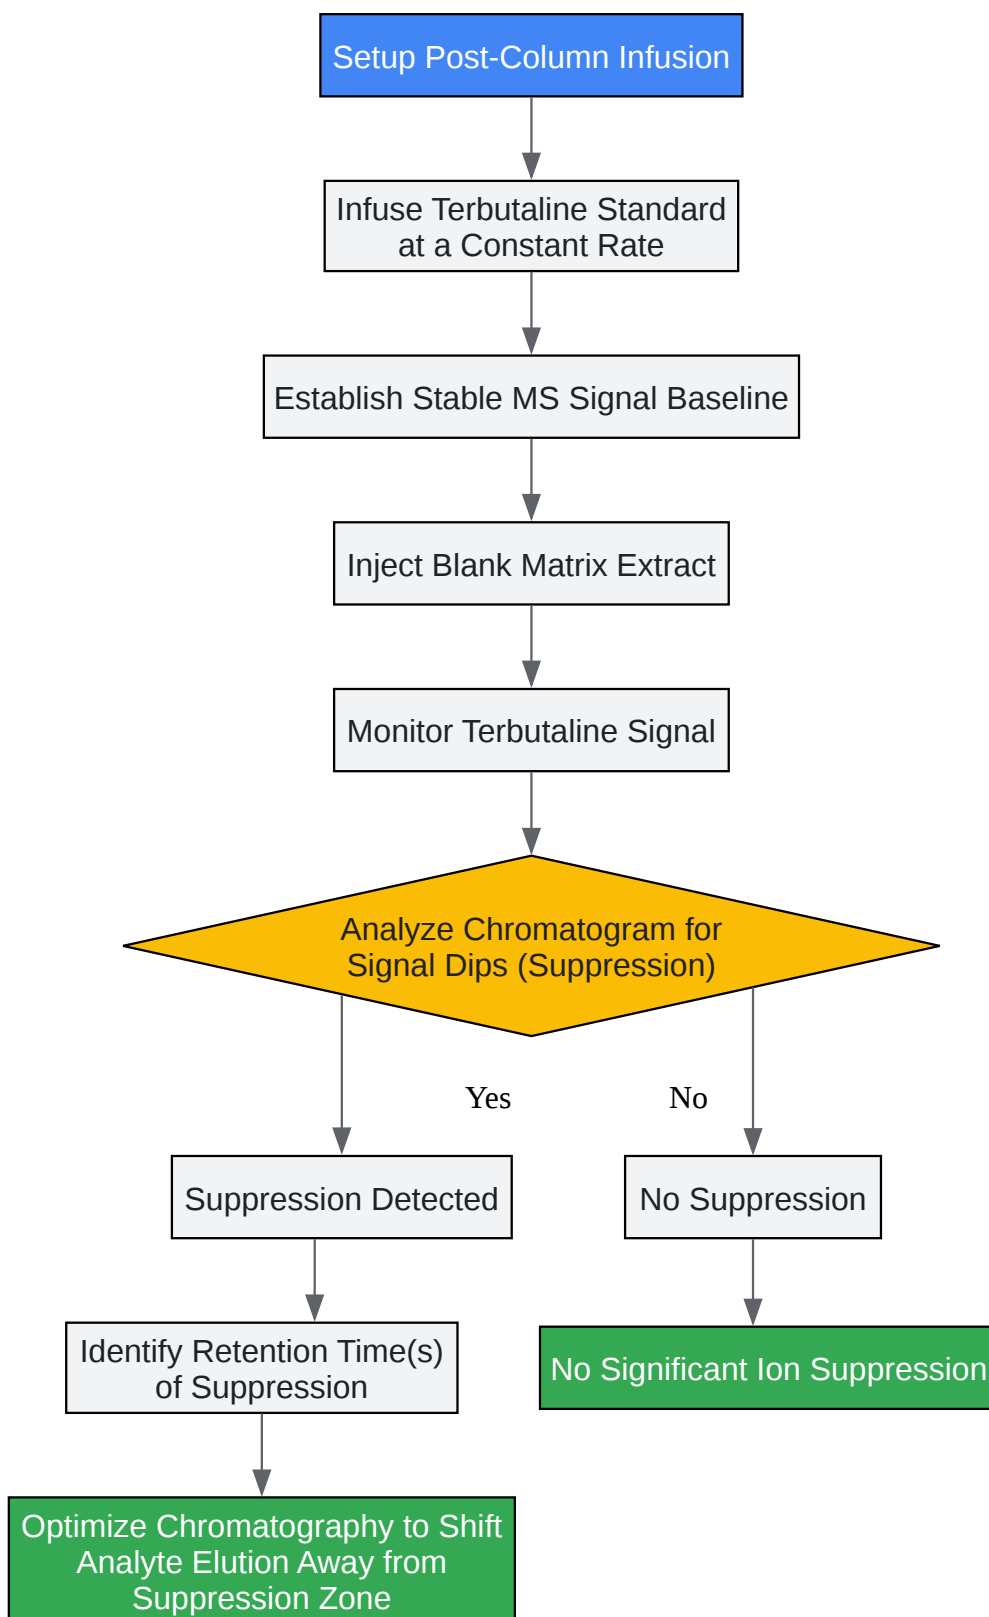 Setup Post-Column Infusion
Infuse Terbutaline Standard
at a Constant Rate
Establish Stable MS Signal Baseline
Inject Blank Matrix Extract
Monitor Terbutaline Signal
Analyze Chromatogram for
Signal Dips (Suppression)
Yes
No
Suppression Detected
No Suppression
Identify Retention Time(s)
of Suppression
No Significant Ion Suppression
Optimize Chromatography to Shift
Analyte Elution Away from
Suppression Zone